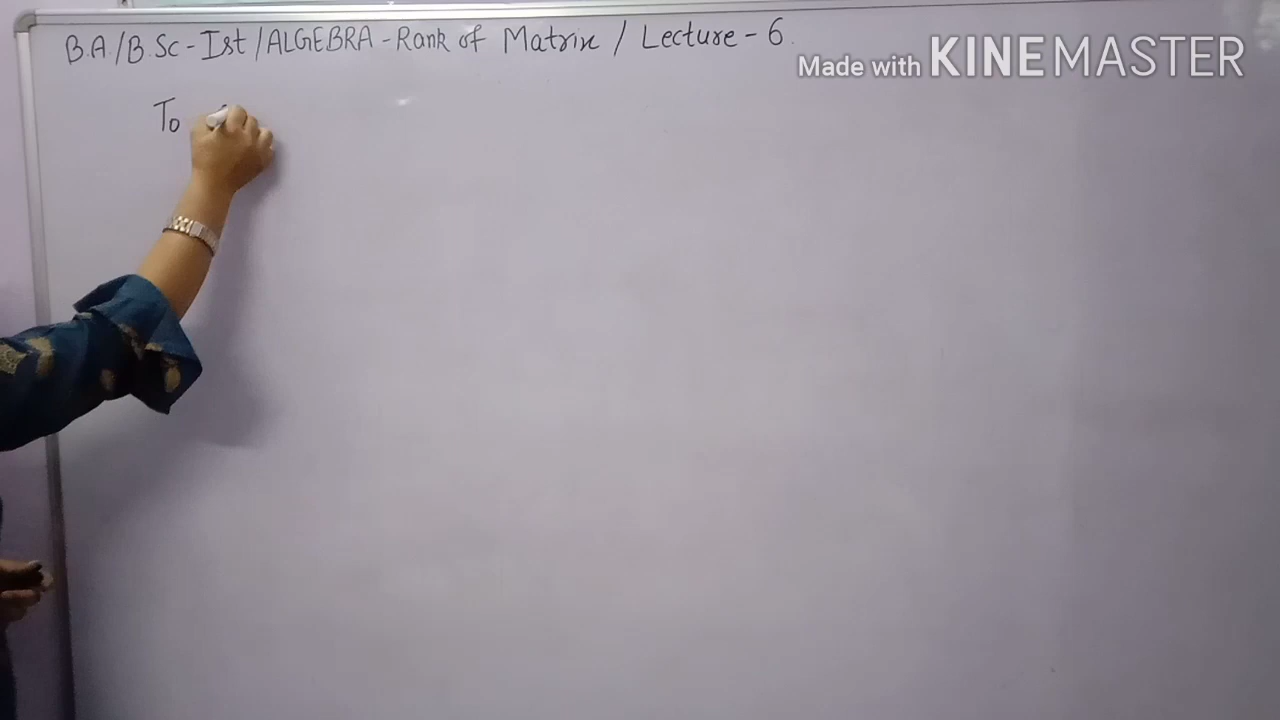 B.A/B.Sc-Ist/ALGEBRA-Rank of Matrix/Lecture-6.
Made with KINEMASTER
To